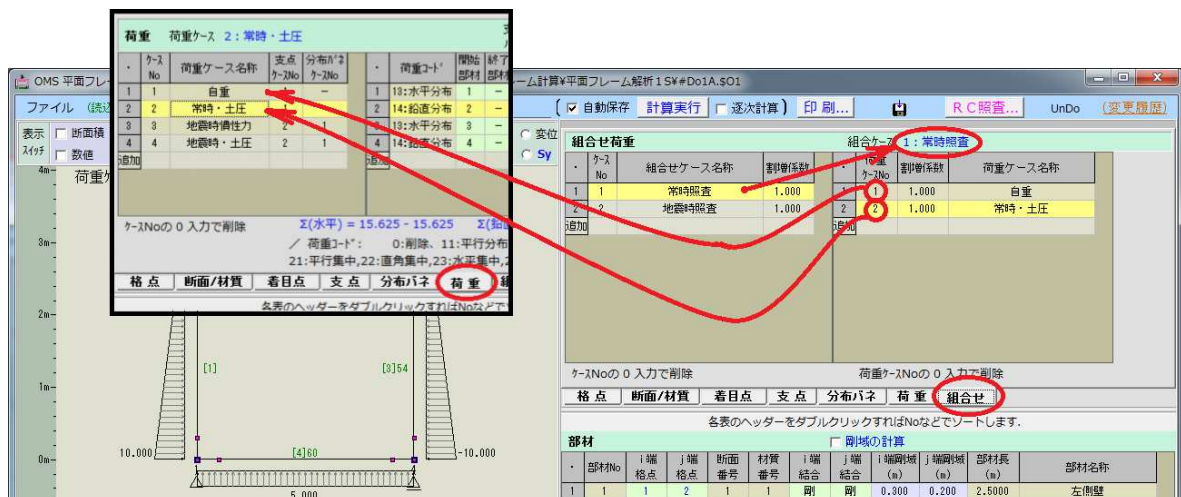 荷重 荷重ケース 2：常時・土圧
・ ケースNo 荷重ケース名称 支点ケースNo 分布バネケースNo
1 1 自重 1 -
2 2 常時・土圧 1
3 3 地震時慣性力 2 1
4 4 地震時・土圧 2 1
追加
・ 荷重コード 開始部材 終了部材
1 13:水平分布 1 -
2 14:鉛直分布 2 -
3 13:水平分布 3 -
4 14:鉛直分布 4 -
追加
ケースNoの 0 入力で削除
Σ(水平) = 15.625 - 15.625
/ 荷重コード: 0:削除、11:平行分布
21:平行集中,22:直角集中,23:水平集中,2
格 点 断面/材質 着目点 支 点 分布バネ 荷 重
各表のヘッダーをダブルクリックすればNoなどで
OMS 平面フレ
ーム計算¥平面フレーム解析１S¥#Do1A.$O1
ファイル
( 自動保存 計算実行 逐次計算 ) 印 刷... ＲＣ照査... UnDo (変更履歴)
表示 断面積
スイッチ 数値
変位
Sy
荷重
4m
3m
2m
1m
0m
[1]
[3]54
[4]60
10.000
-10.000
5.000
組合せ荷重 組合ケース 1：常時照査
・ ケースNo 組合せケース名称 割増係数
1 1 常時照査 1.000
2 2 地震時照査 1.000
追加
・ 荷重ケースNo 割増係数 荷重ケース名称
1 1 1.000 自重
2 2 1.000 常時・土圧
追加
ケースNoの 0 入力で削除 荷重ケースNoの 0 入力で削除
格 点 断面/材質 着目点 支 点 分布バネ 荷 重 組合せ
各表のヘッダーをダブルクリックすればNoなどでソートします.
部材 剛域の計算
・ 部材No i端格点 j端格点 断面番号 材質番号 i端結合 j端結合 i端剛域(m) j端剛域(m) 部材長(m) 部材名称
1 1 1 2 1 1 剛 剛 0.300 0.200 2.5000 左側壁